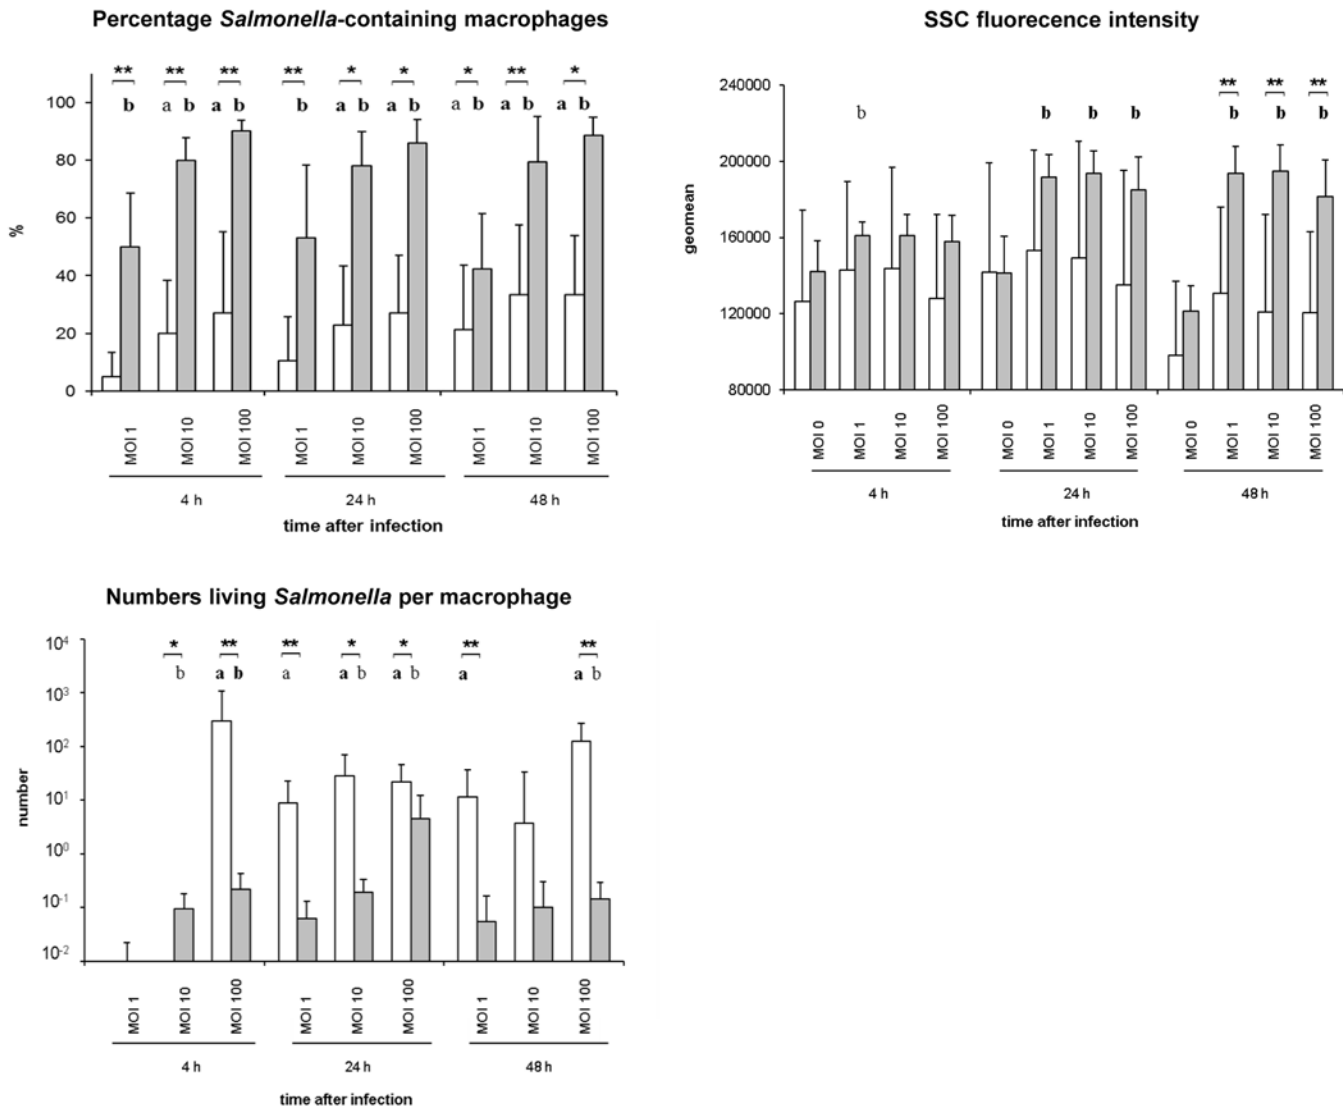 Percentage Salmonella-containing macrophages
** ** ** ** * * * ** *
b a b a b b a b a b a b a b a b
100
80
60
40
20
0
%
MOI 1 MOI 10 MOI 100 MOI 1 MOI 10 MOI 100 MOI 1 MOI 10 MOI 100
4 h 24 h 48 h
time after infection
SSC fluorecence intensity
** ** **
b b b b b b b
240000
200000
160000
120000
80000
geomean
MOI 0 MOI 1 MOI 10 MOI 100 MOI 0 MOI 1 MOI 10 MOI 100 MOI 0 MOI 1 MOI 10 MOI 100
4 h 24 h 48 h
time after infection
Numbers living Salmonella per macrophage
* ** ** * * ** **
b a b a a b a b a a b
10⁴
10³
10²
10¹
10⁰
10⁻¹
10⁻²
number
MOI 1 MOI 10 MOI 100 MOI 1 MOI 10 MOI 100 MOI 1 MOI 10 MOI 100
4 h 24 h 48 h
time after infection